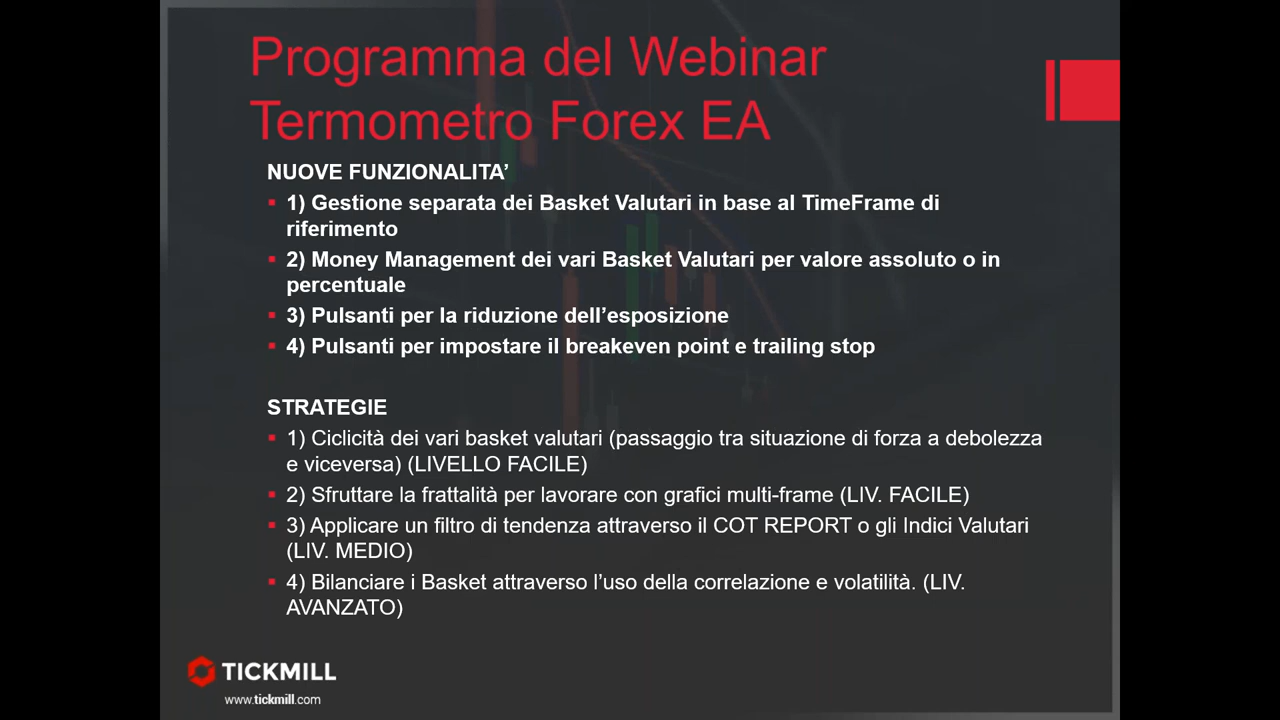 Programma del Webinar
Termometro Forex EA
NUOVE FUNZIONALITA’
▪ 1) Gestione separata dei Basket Valutari in base al TimeFrame di
riferimento
▪ 2) Money Management dei vari Basket Valutari per valore assoluto o in
percentuale
▪ 3) Pulsanti per la riduzione dell’esposizione
▪ 4) Pulsanti per impostare il breakeven point e trailing stop
STRATEGIE
▪ 1) Ciclicità dei vari basket valutari (passaggio tra situazione di forza a debolezza
e viceversa) (LIVELLO FACILE)
▪ 2) Sfruttare la frattalità per lavorare con grafici multi-frame (LIV. FACILE)
▪ 3) Applicare un filtro di tendenza attraverso il COT REPORT o gli Indici Valutari
(LIV. MEDIO)
▪ 4) Bilanciare i Basket attraverso l’uso della correlazione e volatilità. (LIV.
AVANZATO)
TICKMILL
www.tickmill.com